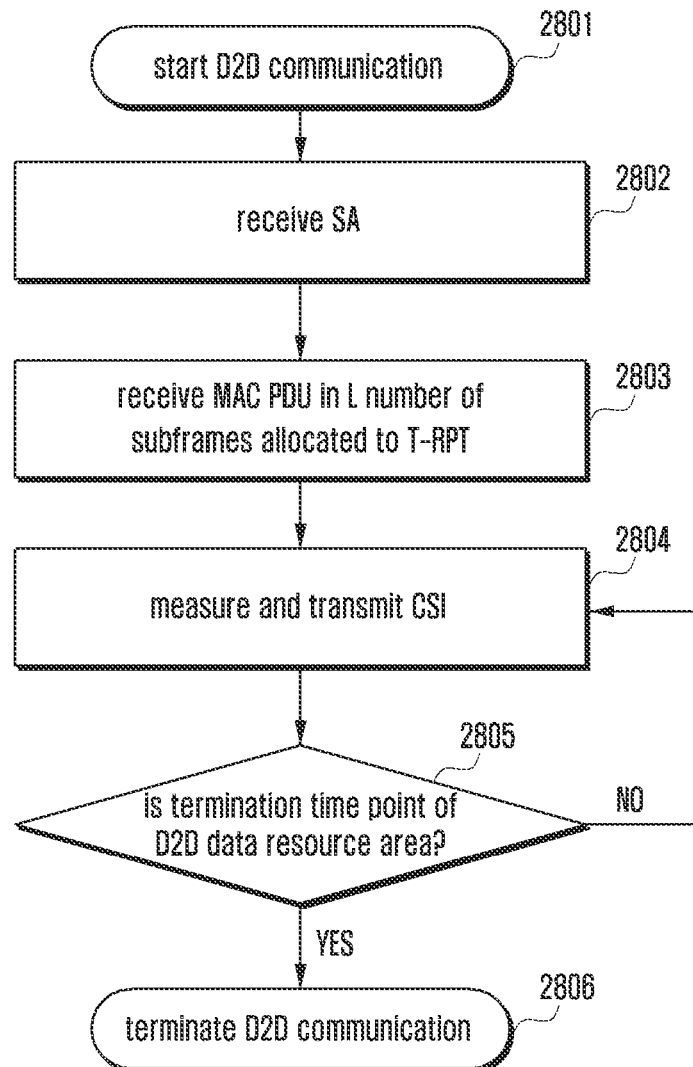 2801
start D2D communication
2802
receive SA
receive MAC PDU in L number of
subframes allocated to T-RPT
2803
2804
measure and transmit CSI
2805
is termination time point of
D2D data resource area?
NO
YES
2806
terminate D2D communication